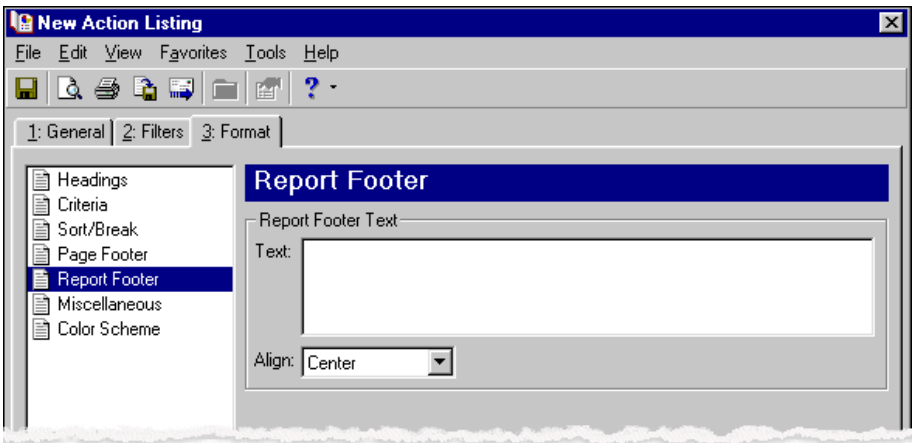 New Action Listing
File Edit View Favorites Tools Help
?
1: General 2: Filters 3: Format
Headings
Criteria
Sort/Break
Page Footer
Report Footer
Miscellaneous
Color Scheme
Report Footer
Report Footer Text
Text:
Align: Center